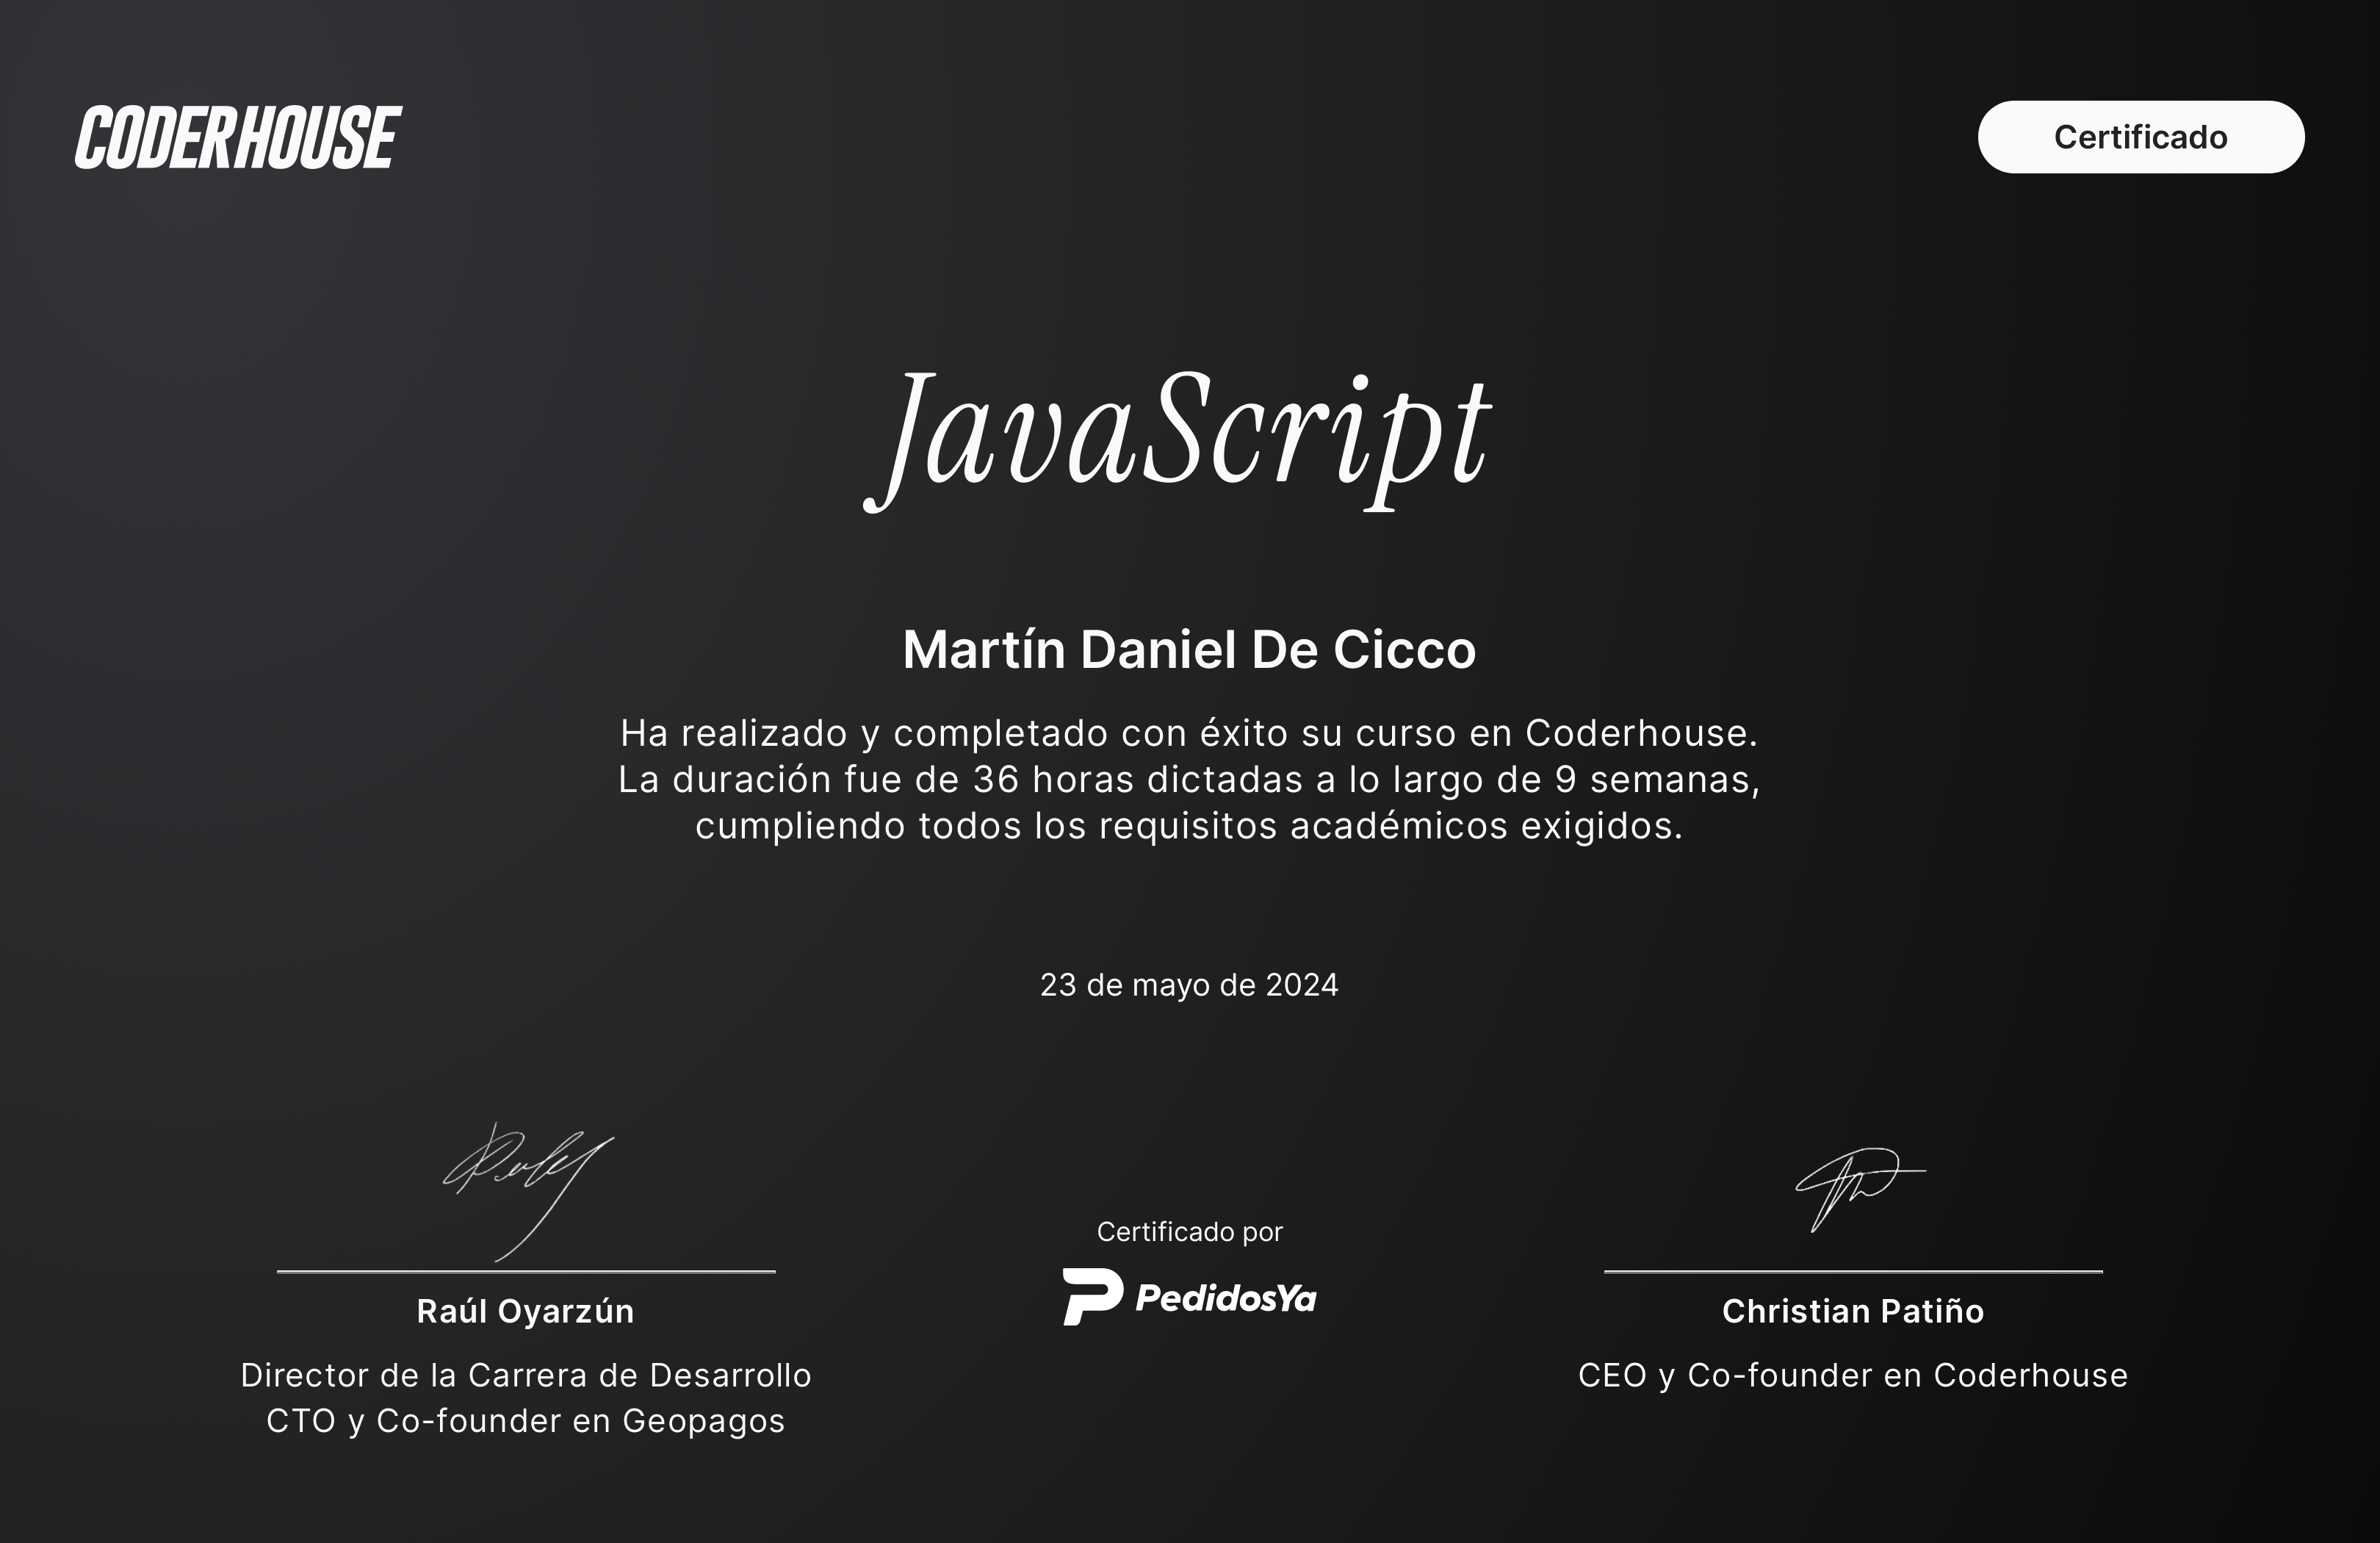 CODERHOUSE
Certificado
JavaScript
Martín Daniel De Cicco
Ha realizado y completado con éxito su curso en Coderhouse.
La duración fue de 36 horas dictadas a lo largo de 9 semanas,
cumpliendo todos los requisitos académicos exigidos.
23 de mayo de 2024
Raúl Oyarzún
Director de la Carrera de Desarrollo
CTO y Co-founder en Geopagos
Certificado por
PedidosYa
Christian Patiño
CEO y Co-founder en Coderhouse